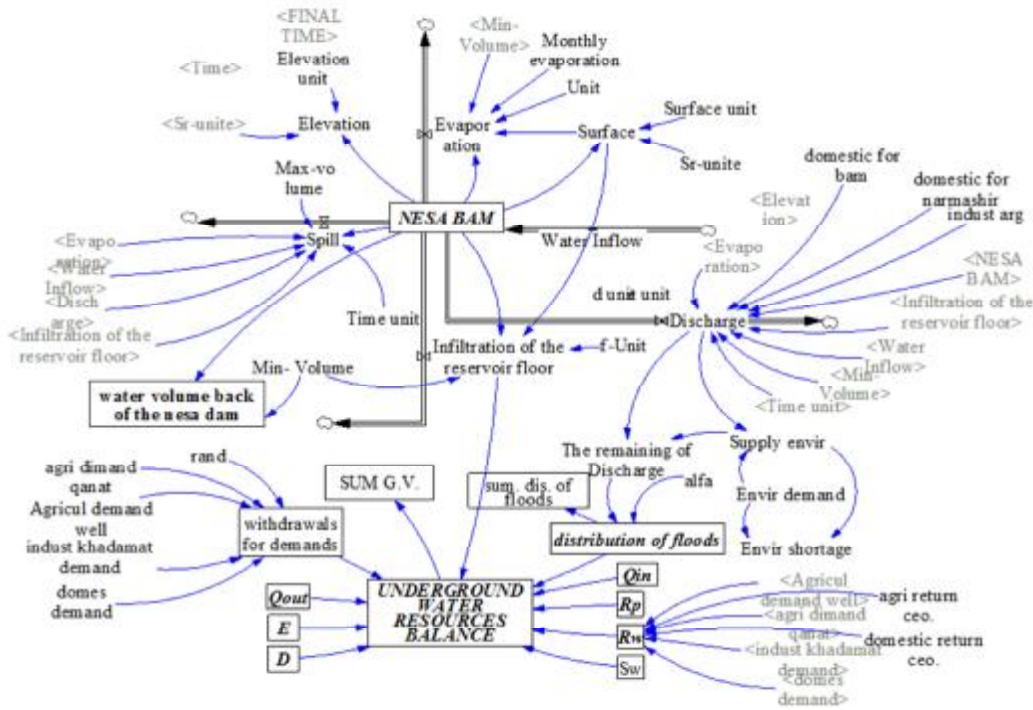 <FINAL
TIME>
<Min-
Volume>
Monthly
evaporation
<Time>
Elevation
unit
Unit
Surface unit
<Sr-unite>
Elevation
Evapor
ation
Surface
Sr-unite
Max-vo
lume
domestic for
bam
domestic for
narmashir
indust arg
<Elevat
ion>
NESA BAM
Spill
Water Inflow
<Evapo
ration>
<Water
Inflow>
<Disch
arge>
<Infiltration of the
reservoir floor>
<Evapo
ration>
<NESA
BAM>
d unit unit
Time unit
Discharge
<Infiltration of the
reservoir floor>
Infiltration of the
reservoir floor
f-Unit
<Water
Inflow>
<Min-
Volume>
<Time unit>
Min- Volume
water volume back
of the nesa dam
The remaining of
Discharge
Supply envir
agri dimand
qanat
rand
SUM G.V.
sum. dis. of
floods
alfa
Envir demand
Agricul demand
well
withdrawals
for demands
distribution of floods
Envir shortage
indust khadamat
demand
domes
demand
Qout
E
D
UNDERGROUND
WATER
RESOURCES
BALANCE
Qin
Rp
Sw
<Agricul
demand well>
<agri dimand
qanat>
<indust khadamat
demand>
<domes
demand>
agri return
ceo.
domestic return
ceo.